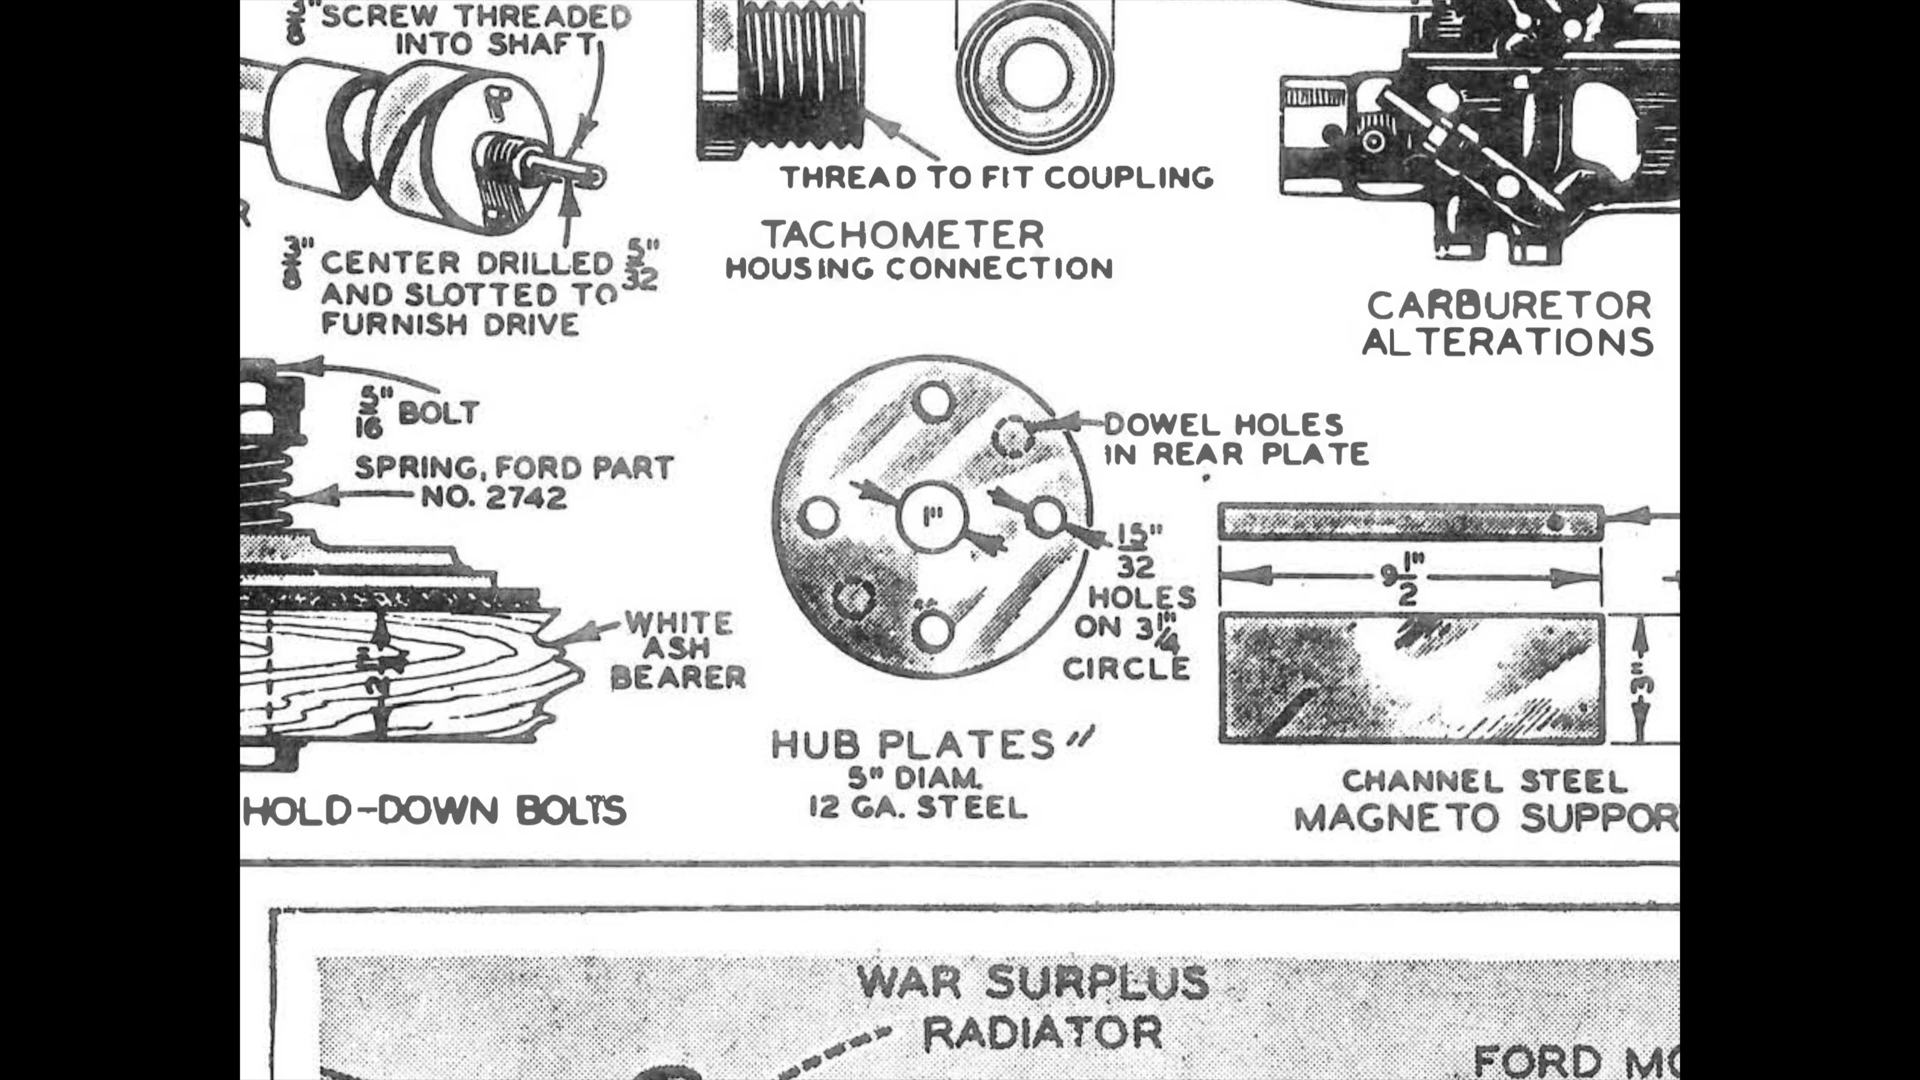 3/8" SCREW THREADED
INTO SHAFT
3/8" CENTER DRILLED 5/32"
AND SLOTTED TO
FURNISH DRIVE
THREAD TO FIT COUPLING
TACHOMETER
HOUSING CONNECTION
CARBURETOR
ALTERATIONS
5/16" BOLT
SPRING, FORD PART
NO. 2742
WHITE
ASH
BEARER
HOLD-DOWN BOLTS
DOWEL HOLES
IN REAR PLATE
1"
15/32"
HOLES
ON 3 1/4"
CIRCLE
HUB PLATES
5" DIAM.
12 GA. STEEL
9 1/2"
3"
CHANNEL STEEL
MAGNETO SUPPOR
WAR SURPLUS
RADIATOR
FORD MO